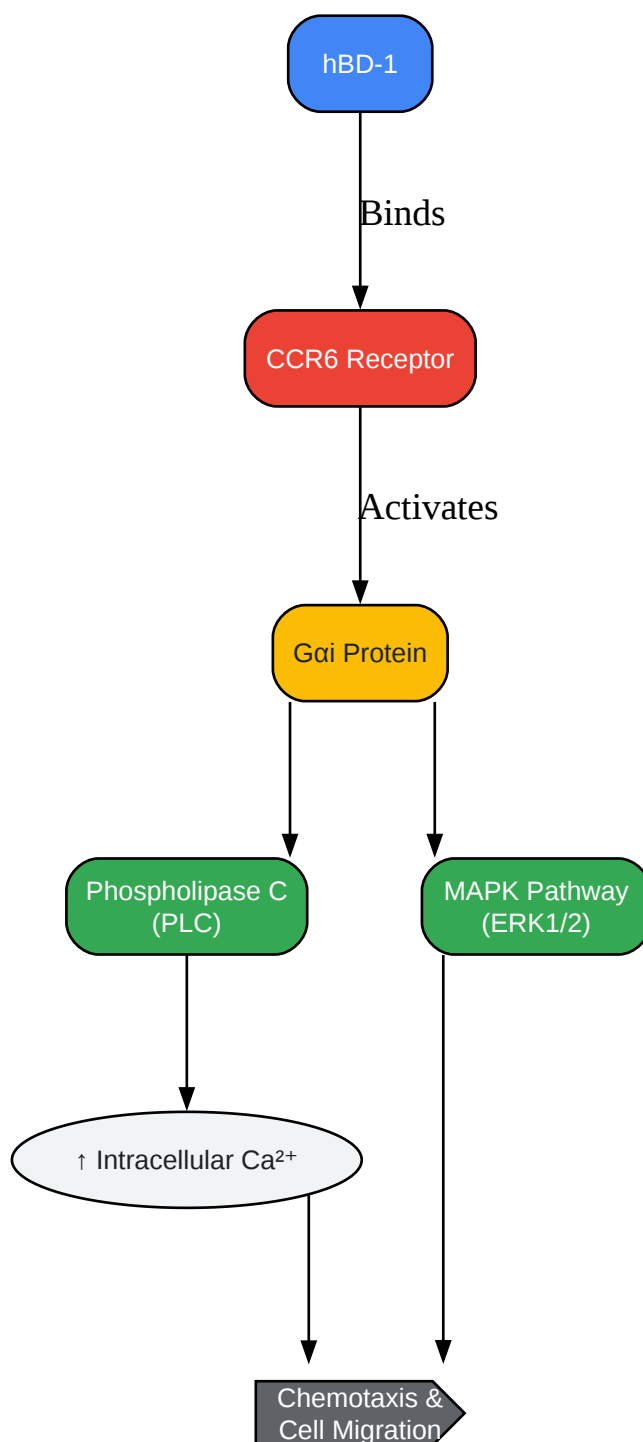 hBD-1
Binds
CCR6 Receptor
Activates
Gαi Protein
Phospholipase C
(PLC)
MAPK Pathway
(ERK1/2)
↑ Intracellular Ca²⁺
Chemotaxis &
Cell Migration